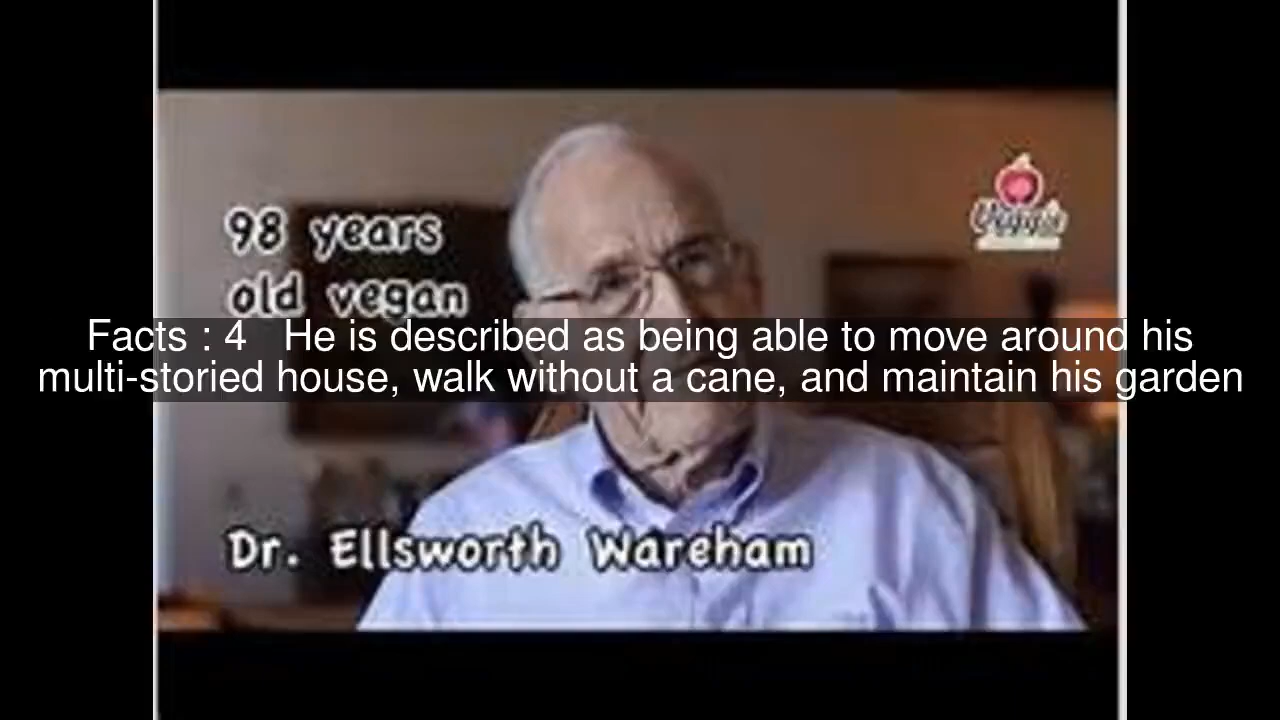 98 years
old vegan
Veggie
Facts : 4 He is described as being able to move around his
multi-storied house, walk without a cane, and maintain his garden
Dr. Ellsworth Wareham